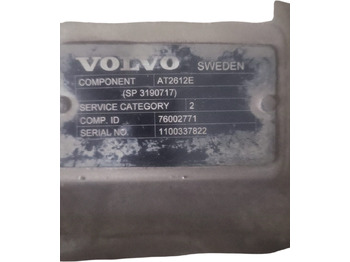 VOLVO SWEDEN
COMPONENT AT2612E
(SP 3190717)
SERVICE CATEGORY 2
COMP. ID 76002771
SERIAL NO. 1100337822